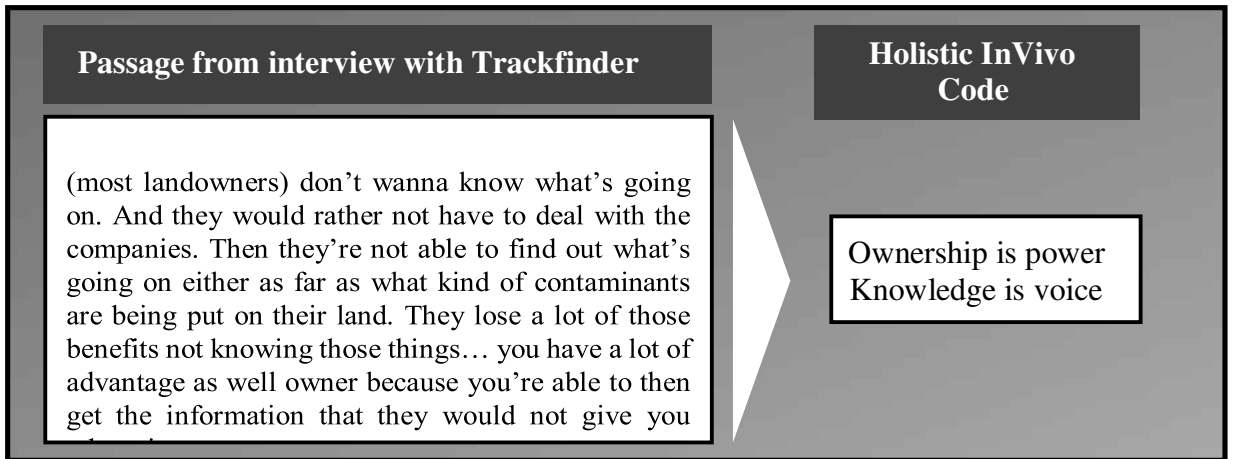 Passage from interview with Trackfinder
(most landowners) don’t wanna know what’s going
on. And they would rather not have to deal with the
companies. Then they’re not able to find out what’s
going on either as far as what kind of contaminants
are being put on their land. They lose a lot of those
benefits not knowing those things… you have a lot of
advantage as well owner because you’re able to then
get the information that they would not give you
Holistic InVivo
Code
Ownership is power
Knowledge is voice